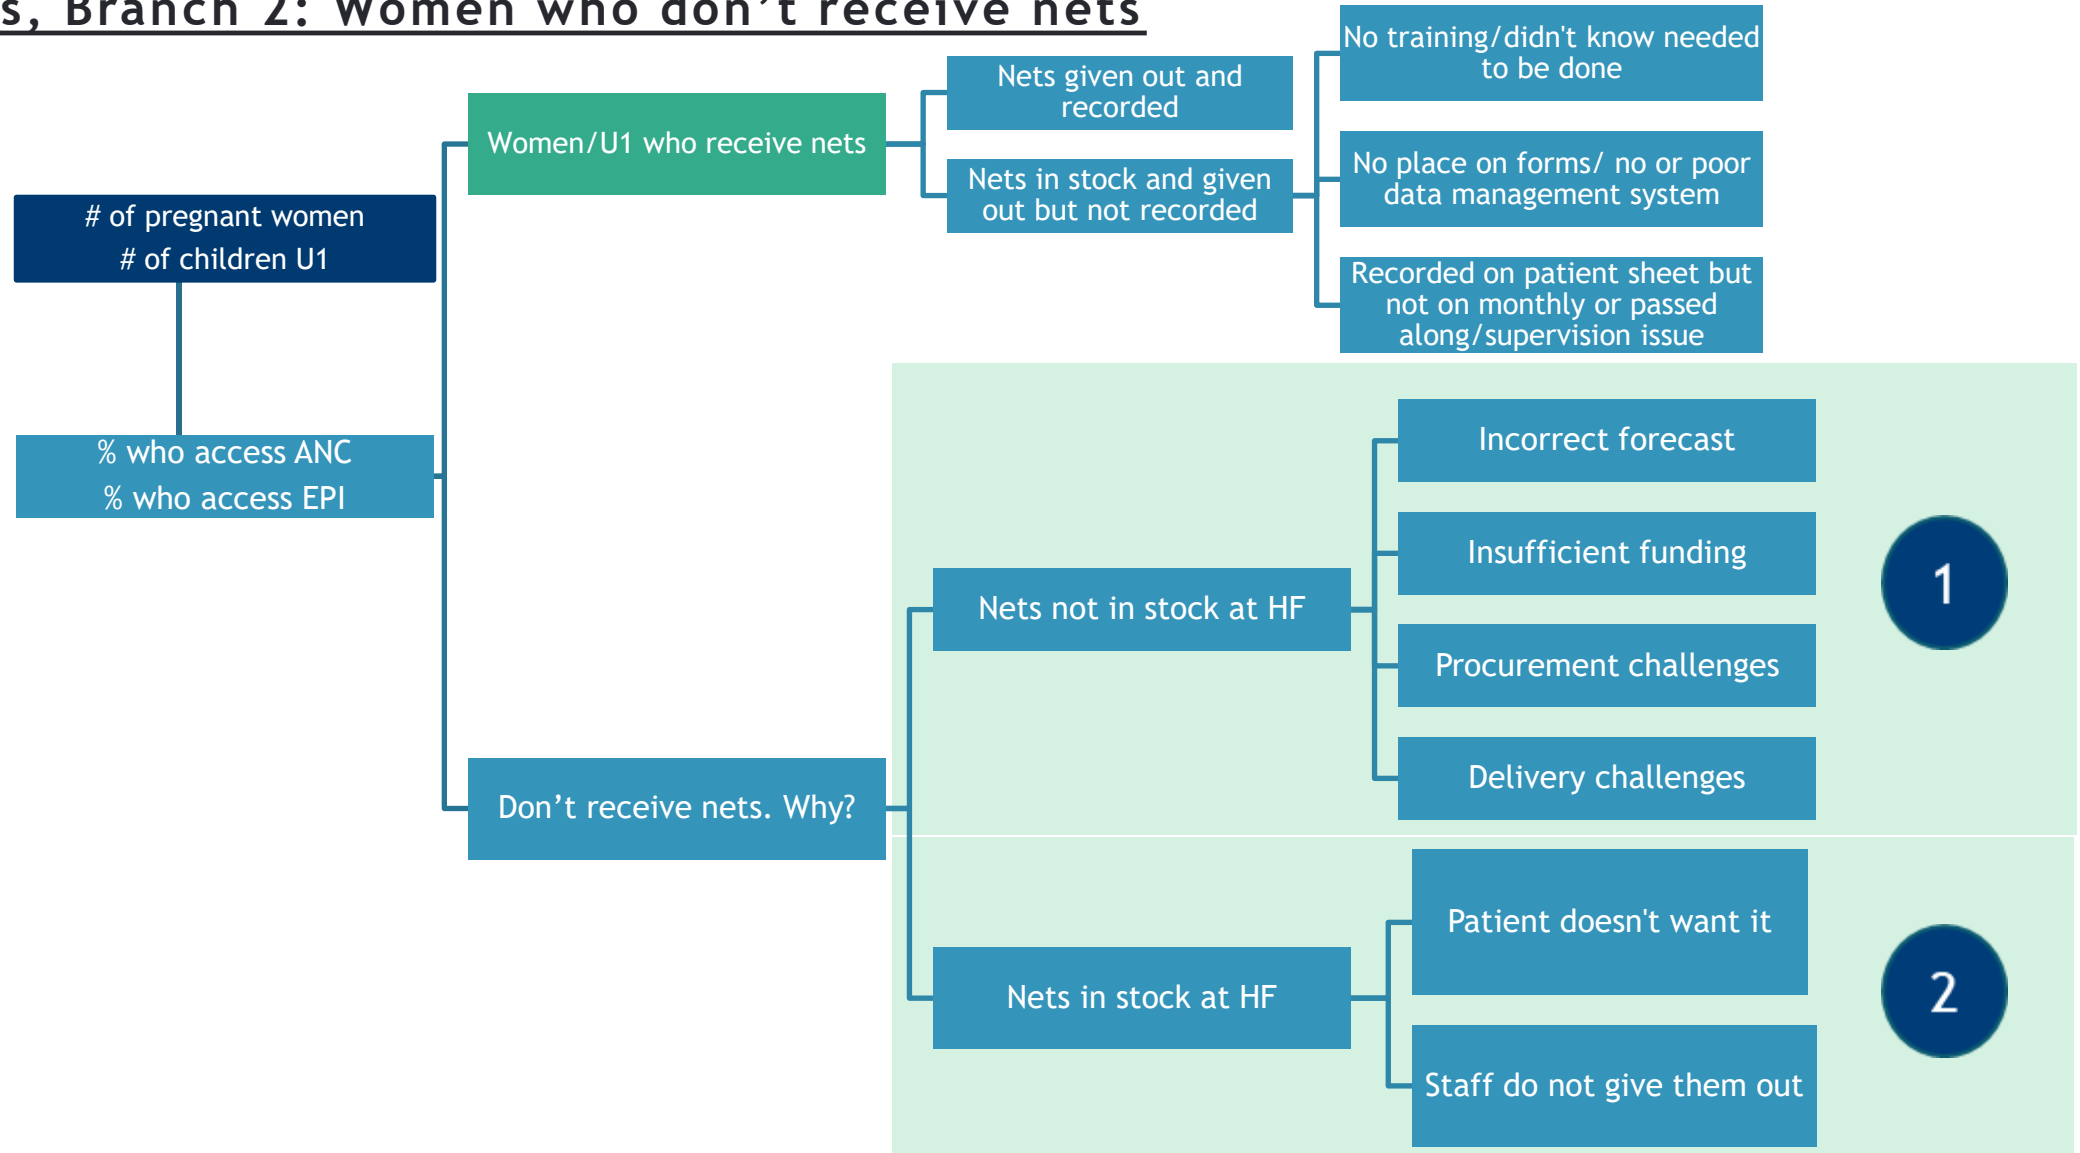 s, Branch 2: Women who don’t receive nets
# of pregnant women
# of children U1
% who access ANC
% who access EPI
Women/U1 who receive nets
Nets given out and
recorded
Nets in stock and given
out but not recorded
No training/didn't know needed
to be done
No place on forms/ no or poor
data management system
Recorded on patient sheet but
not on monthly or passed
along/supervision issue
Don’t receive nets. Why?
Nets not in stock at HF
Incorrect forecast
Insufficient funding
Procurement challenges
Delivery challenges
1
Nets in stock at HF
Patient doesn't want it
Staff do not give them out
2